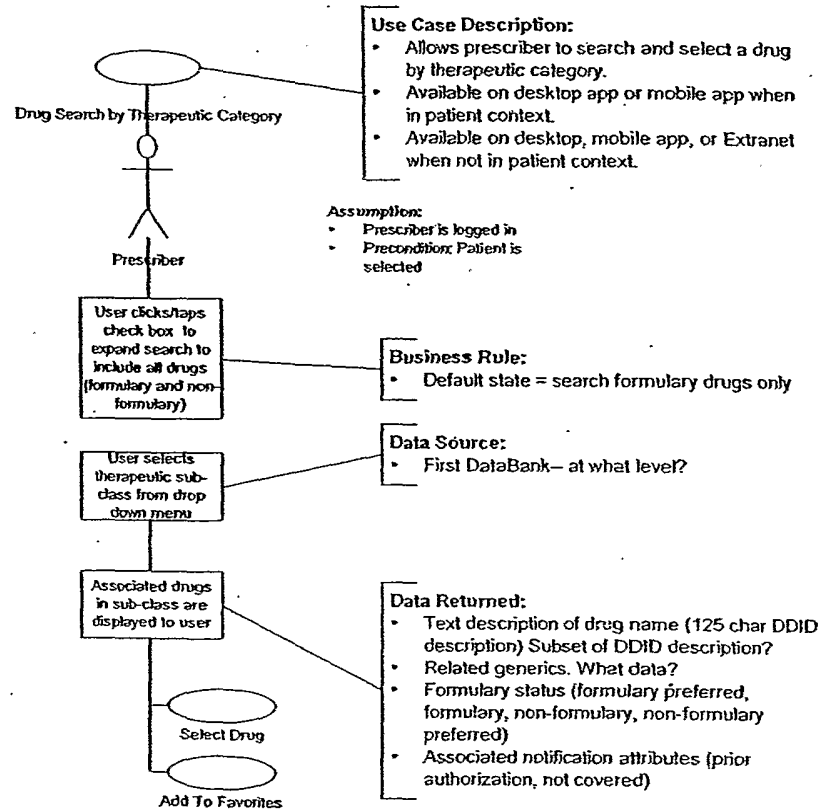 Use Case Description:
• Allows prescriber to search and select a drug
by therapeutic category.
• Available on desktop app or mobile app when
in patient context.
• Available on desktop, mobile app, or Extranet
when not in patient context.
Drug Search by Therapeutic Category
Assumption:
• Prescriber is logged in
• Precondition: Patient is
selected
Prescriber
User clicks/taps
check box to
expand search to
include all drugs
(formulary and non-
formulary)
Business Rule:
• Default state = search formulary drugs only
Data Source:
• First DataBank– at what level?
User selects
therapeutic sub-
class from drop
down menu
Associated drugs
in sub-class are
displayed to user
Data Returned:
• Text description of drug name (125 char DDID
description) Subset of DDID description?
• Related generics. What data?
• Formulary status (formulary preferred,
formulary, non-formulary, non-formulary
preferred)
• Associated notification attributes (prior
authorization, not covered)
Select Drug
Add To Favorites